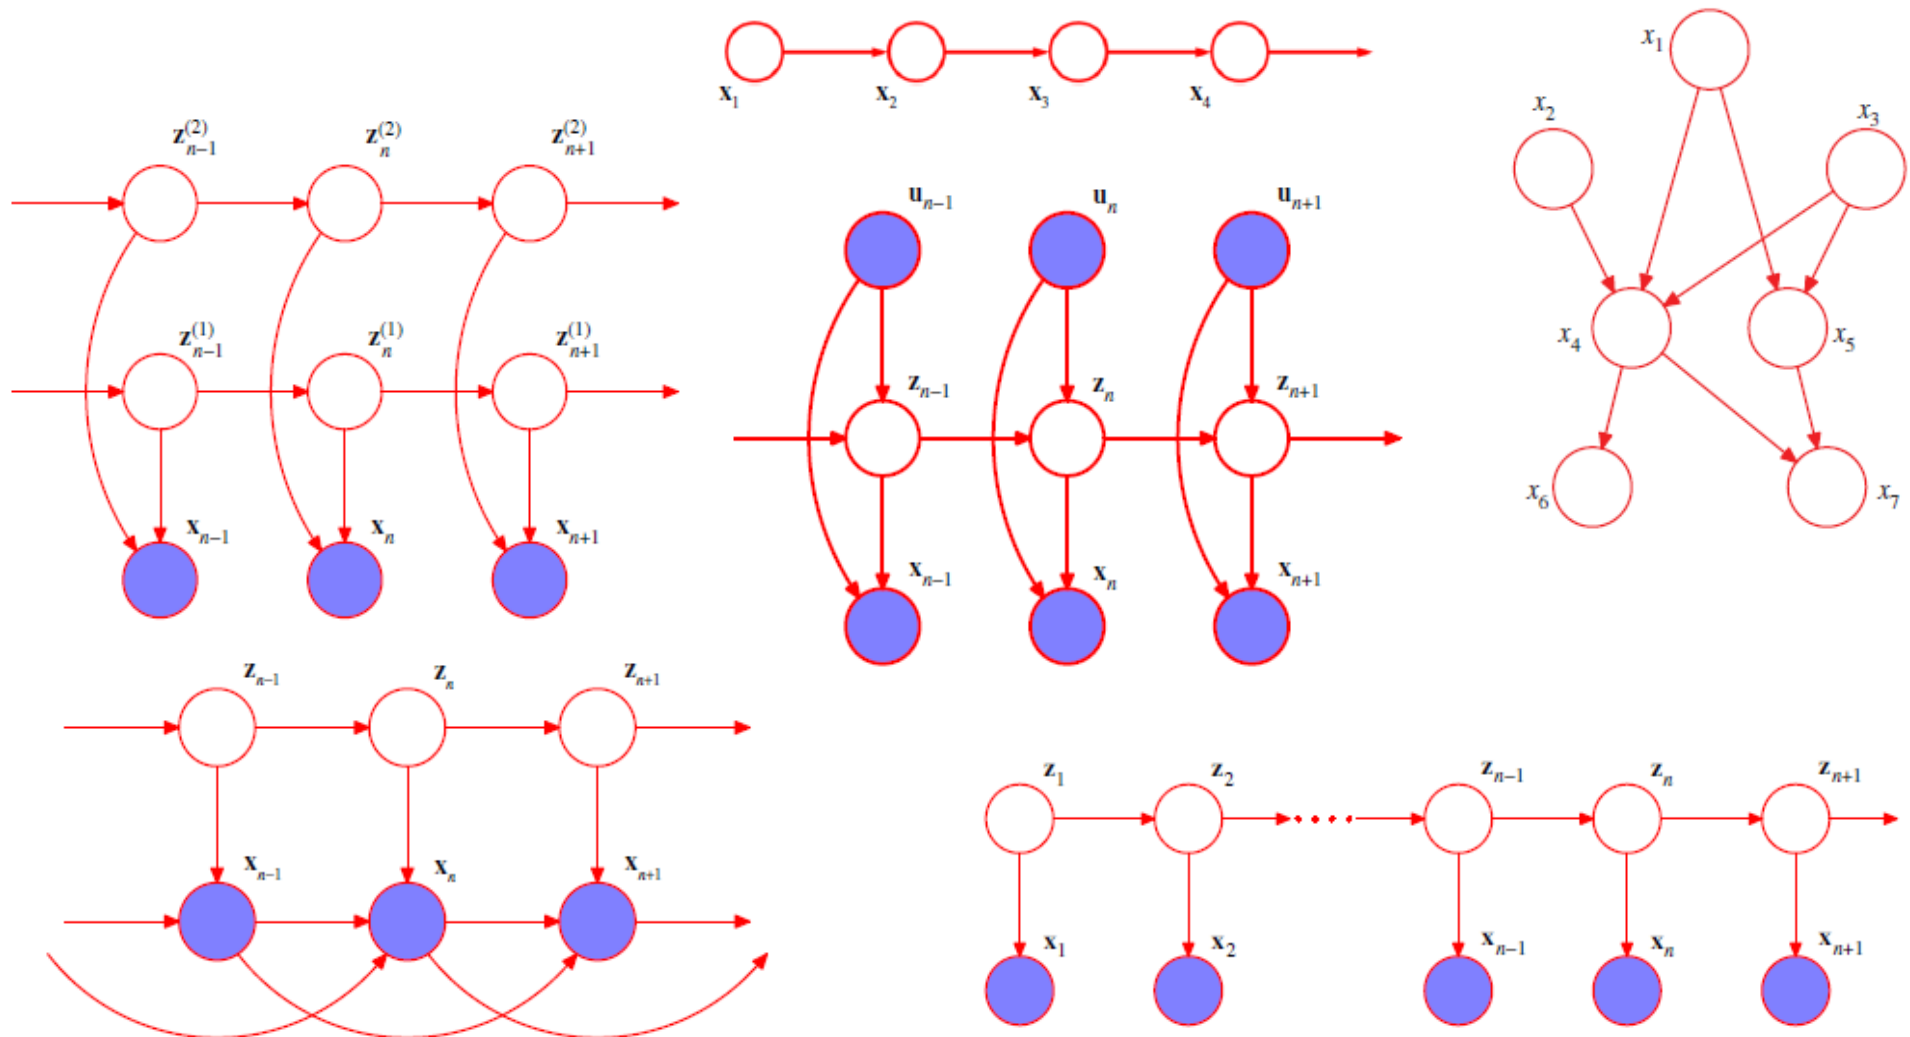 x₁ x₂ x₃ x₄
z⁽²⁾ₙ₋₁ z⁽²⁾ₙ z⁽²⁾ₙ₊₁
z⁽¹⁾ₙ₋₁ z⁽¹⁾ₙ z⁽¹⁾ₙ₊₁
xₙ₋₁ xₙ xₙ₊₁
uₙ₋₁ uₙ uₙ₊₁
zₙ₋₁ zₙ zₙ₊₁
xₙ₋₁ xₙ xₙ₊₁
x₁
x₂ x₃
x₄ x₅
x₆ x₇
zₙ₋₁ zₙ zₙ₊₁
xₙ₋₁ xₙ xₙ₊₁
z₁ z₂ zₙ₋₁ zₙ zₙ₊₁
x₁ x₂ xₙ₋₁ xₙ xₙ₊₁